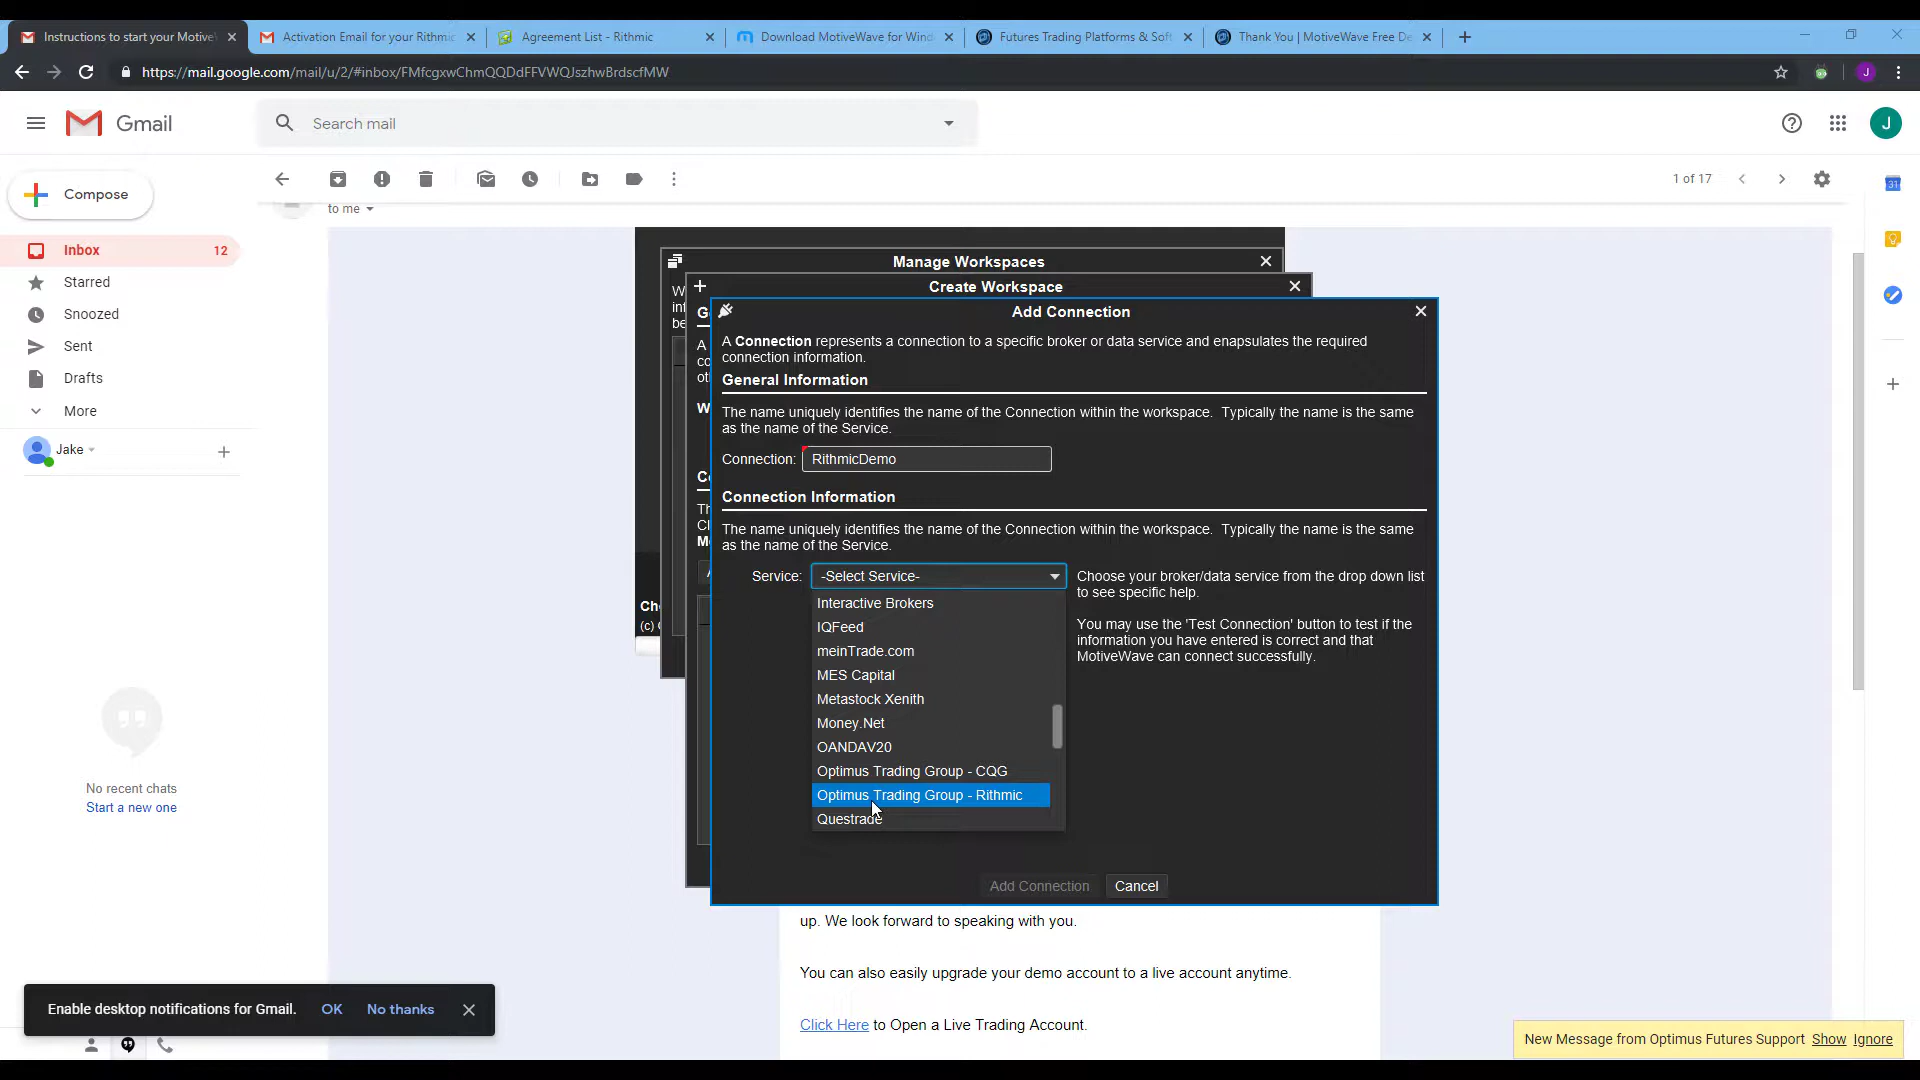 Instructions to start your MotiveW
Activation Email for your Rithmic
Agreement List - Rithmic
Download MotiveWave for Wind
Futures Trading Platforms & Soft
Thank You | MotiveWave Free De
https://mail.google.com/mail/u/2/#inbox/FMfcgxwChmQQDdFFVWQJszhwBrdscfMW
J
Gmail
Search mail
J
Compose
1 of 17
31
to me
Inbox 12
Starred
Snoozed
Sent
Drafts
More
Jake
No recent chats
Start a new one
Manage Workspaces
W
inf
be
Create Workspace
G
A
co
ot
W
C
Th
Cl
M
A
Ch
(c)
Add Connection
A Connection represents a connection to a specific broker or data service and enapsulates the required
connection information.
General Information
The name uniquely identifies the name of the Connection within the workspace. Typically the name is the same
as the name of the Service.
Connection: RithmicDemo
Connection Information
The name uniquely identifies the name of the Connection within the workspace. Typically the name is the same
as the name of the Service.
Service: -Select Service-
Choose your broker/data service from the drop down list
to see specific help.
You may use the 'Test Connection' button to test if the
information you have entered is correct and that
MotiveWave can connect successfully.
Interactive Brokers
IQFeed
meinTrade.com
MES Capital
Metastock Xenith
Money.Net
OANDAV20
Optimus Trading Group - CQG
Optimus Trading Group - Rithmic
Questrade
Add Connection
Cancel
up. We look forward to speaking with you.
You can also easily upgrade your demo account to a live account anytime.
Click Here to Open a Live Trading Account.
Enable desktop notifications for Gmail. OK No thanks
New Message from Optimus Futures Support Show Ignore